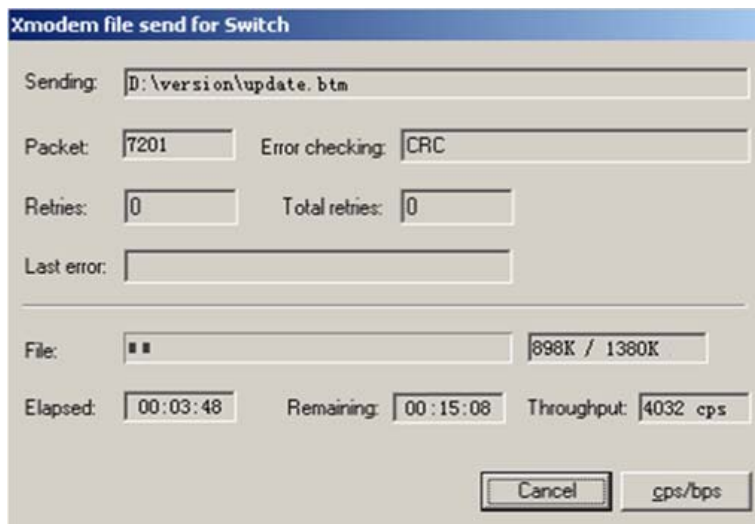 Xmodem file send for Switch
Sending: D:\version\update.btm
Packet: 7201 Error checking: CRC
Retries: 0 Total retries: 0
Last error:
File: 898K / 1380K
Elapsed: 00:03:48 Remaining: 00:15:08 Throughput: 4032 cps
Cancel cps/bps